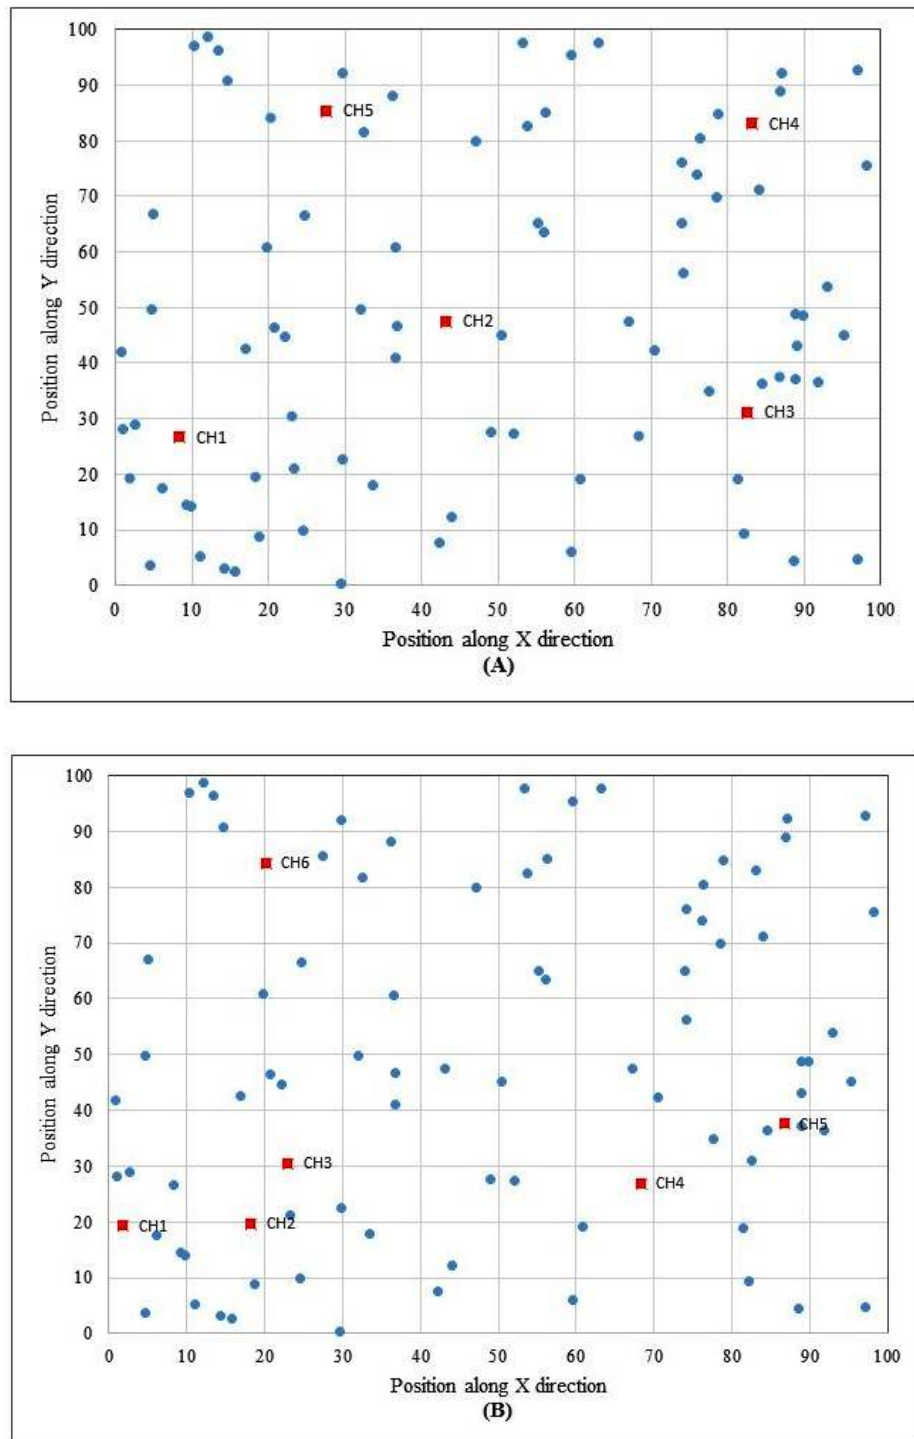 100
90
80
70
60
50
40
30
20
10
0
Position along Y direction
CH5
CH4
CH2
CH3
CH1
0 10 20 30 40 50 60 70 80 90 100
Position along X direction
(A)
100
90
80
70
60
50
40
30
20
10
0
Position along Y direction
CH6
CH5
CH3
CH4
CH1 CH2
0 10 20 30 40 50 60 70 80 90 100
Position along X direction
(B)